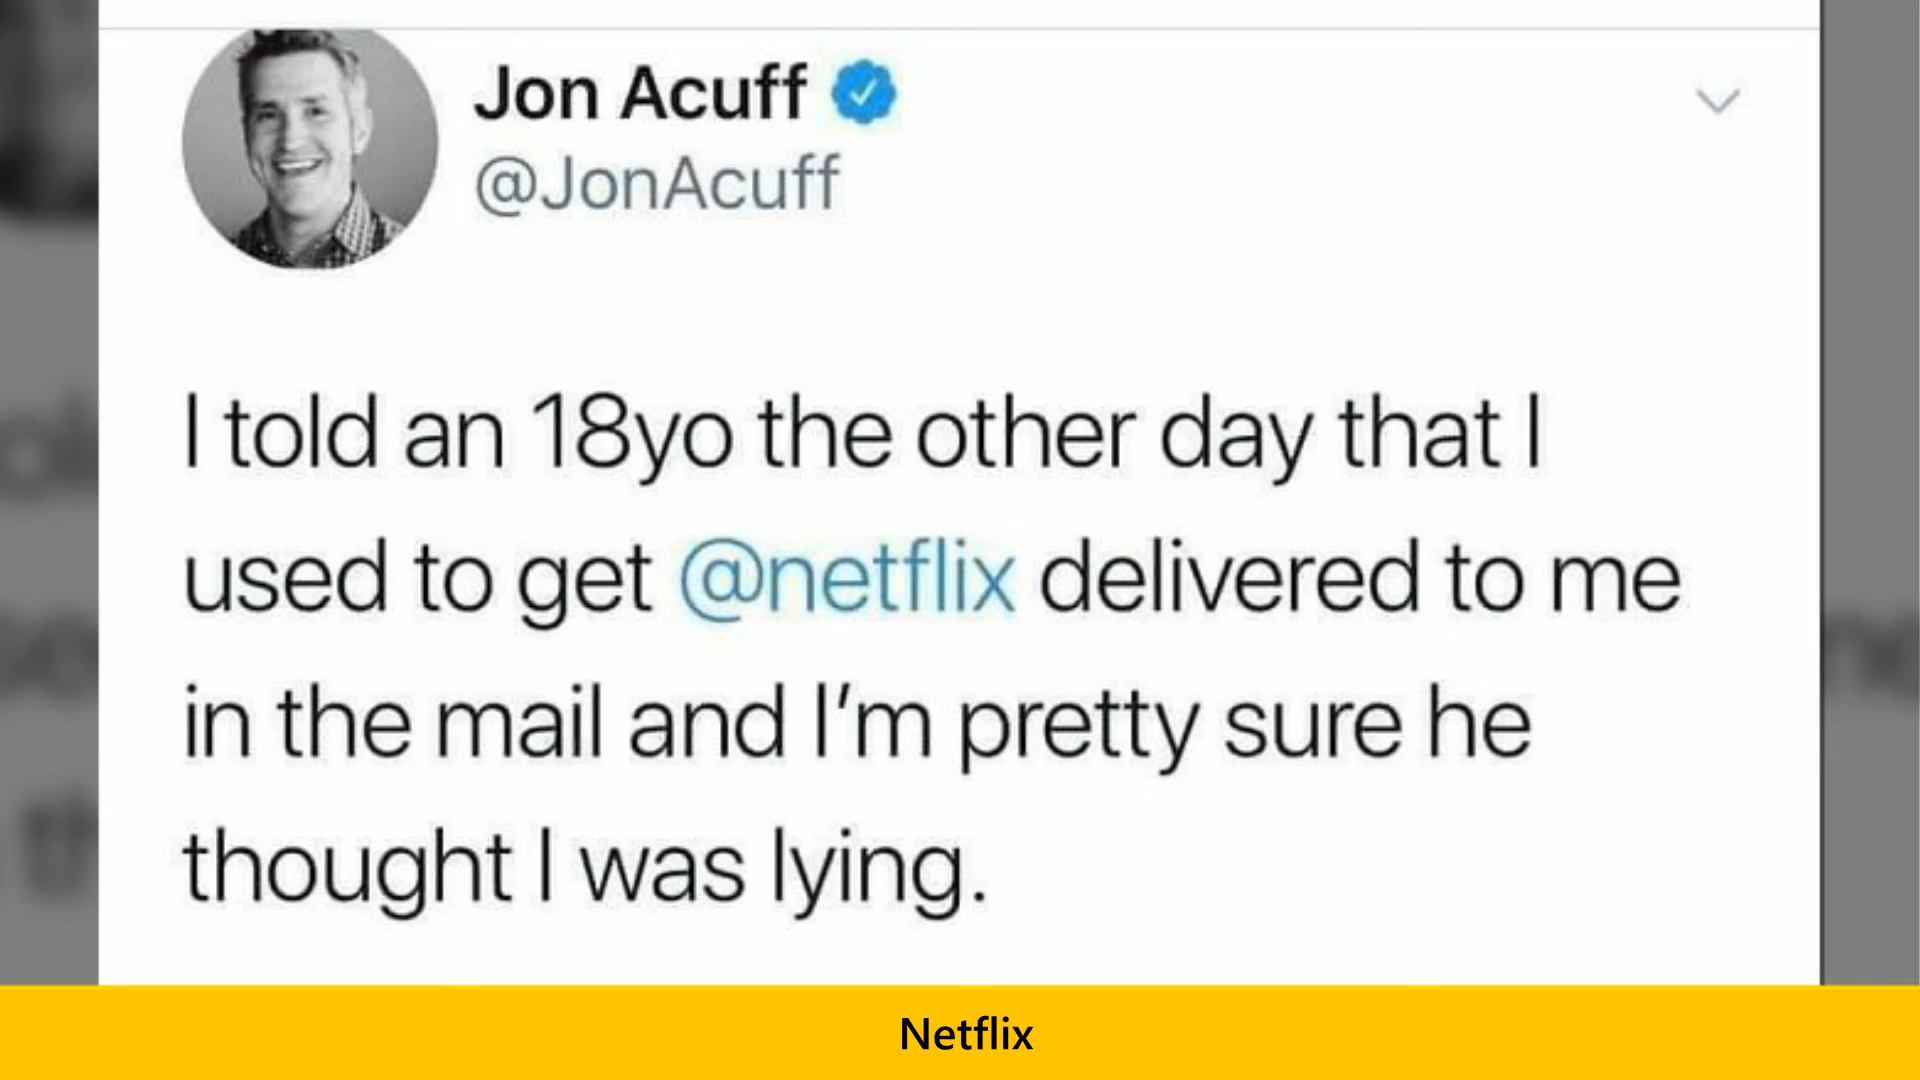 Jon Acuff
@JonAcuff
I told an 18yo the other day that I
used to get @netflix delivered to me
in the mail and I’m pretty sure he
thought I was lying.
Netflix